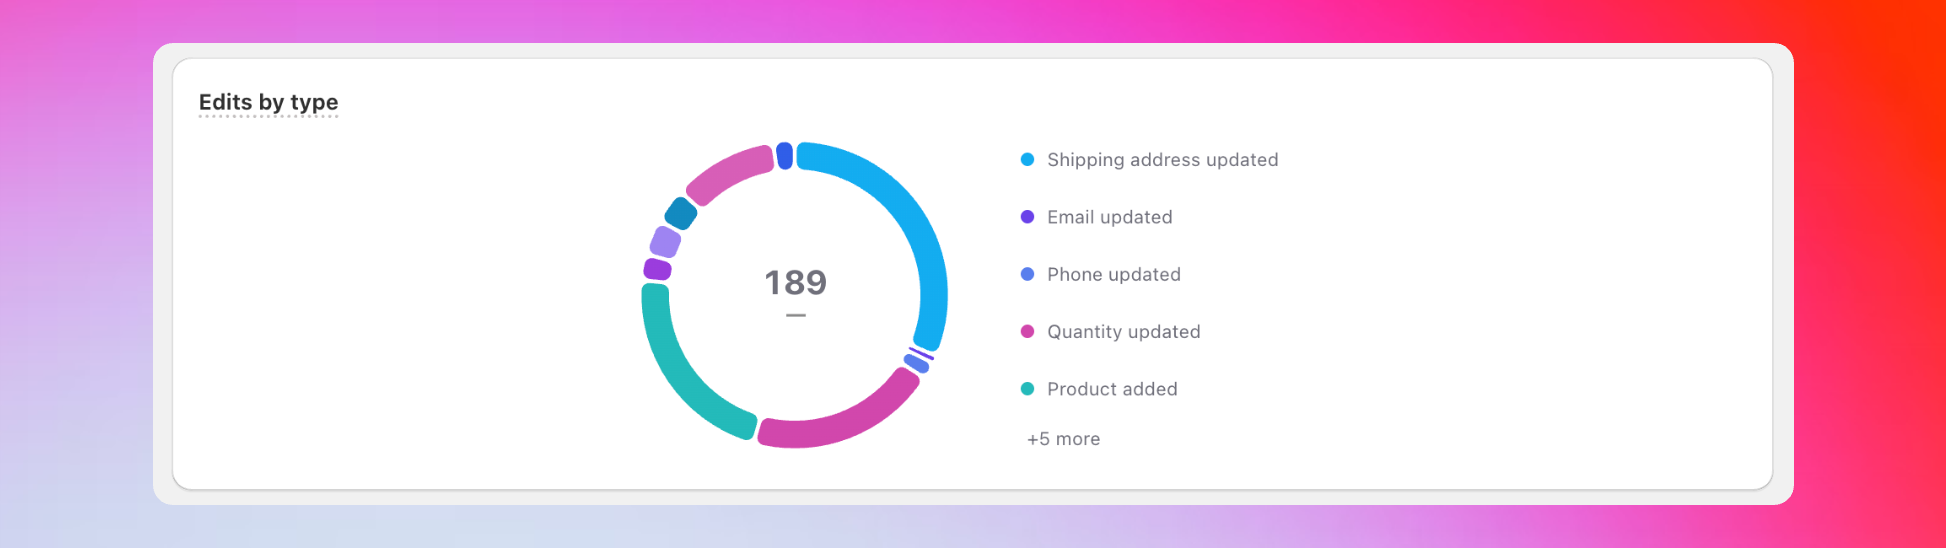 Edits by type
189
—
Shipping address updated
Email updated
Phone updated
Quantity updated
Product added
+5 more